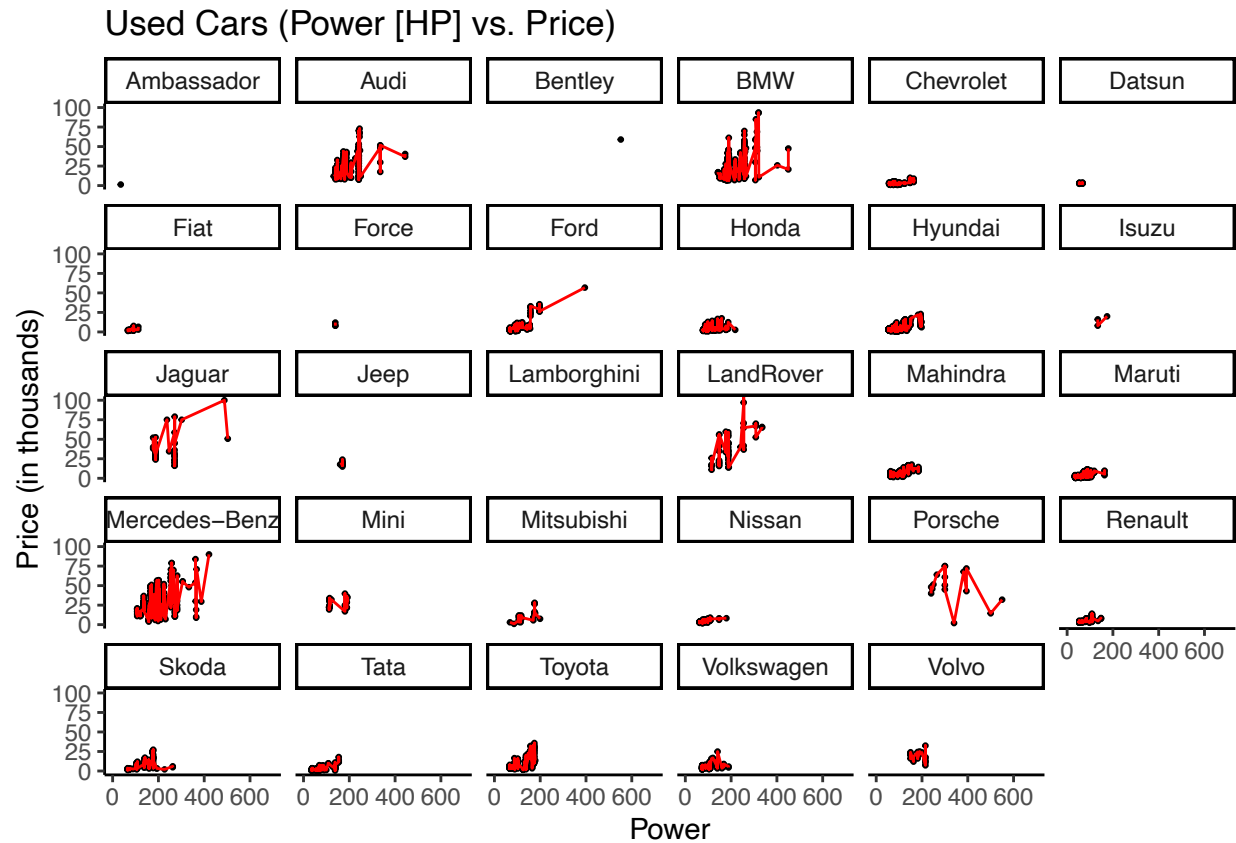 Used Cars (Power [HP] vs. Price)
Ambassador Audi Bentley BMW Chevrolet Datsun
100
75
50
25
0
Fiat Force Ford Honda Hyundai Isuzu
100
75
50
25
0
Jaguar Jeep Lamborghini LandRover Mahindra Maruti
100
75
50
25
0
Mercedes−Benz Mini Mitsubishi Nissan Porsche Renault
100
75
50
25
0
0 200 400 600
Skoda Tata Toyota Volkswagen Volvo
100
75
50
25
0
0 200 400 600 0 200 400 600 0 200 400 600 0 200 400 600 0 200 400 600
Power
Price (in thousands)